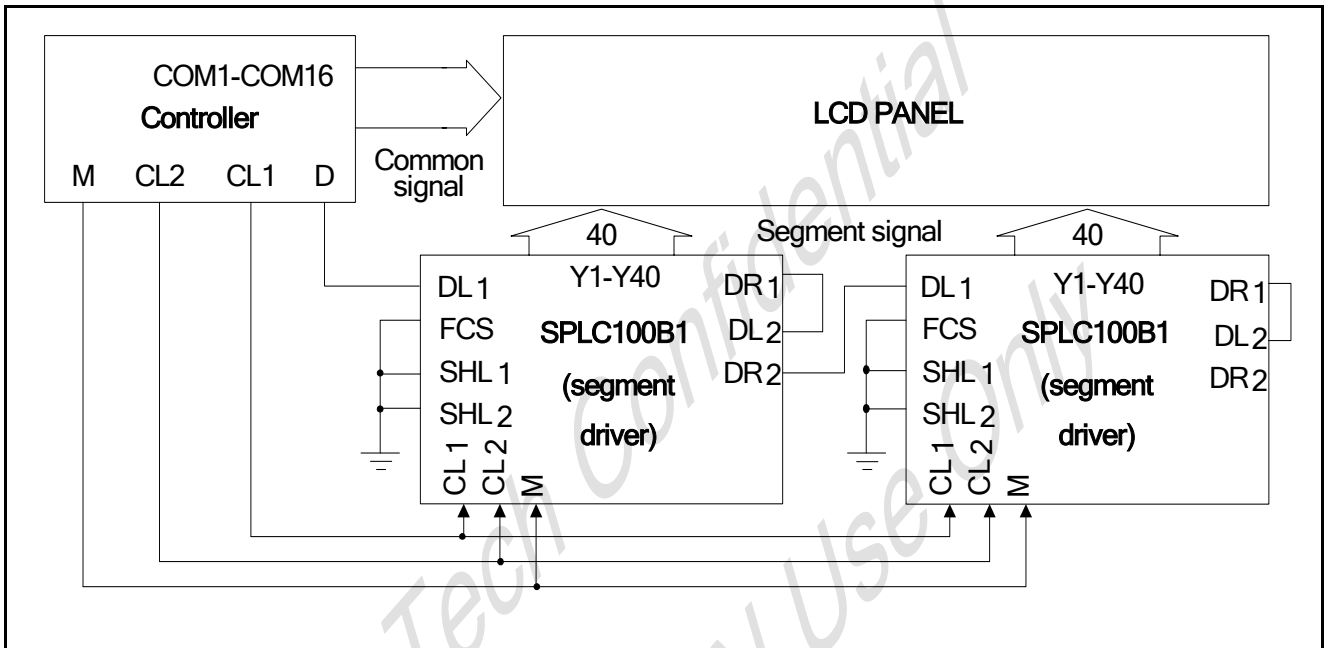 COM1-COM16
Controller
M CL2 CL1 D
Common
signal
LCD PANEL
40
Segment signal
40
Y1-Y40
SPLC100B1
(segment
driver)
DL1
FCS
SHL1
SHL2
CL1
CL2
M
DR1
DL2
DR2
Y1-Y40
SPLC100B1
(segment
driver)
DL1
FCS
SHL1
SHL2
CL1
CL2
M
DR1
DL2
DR2
Tech Confidential
Use Only